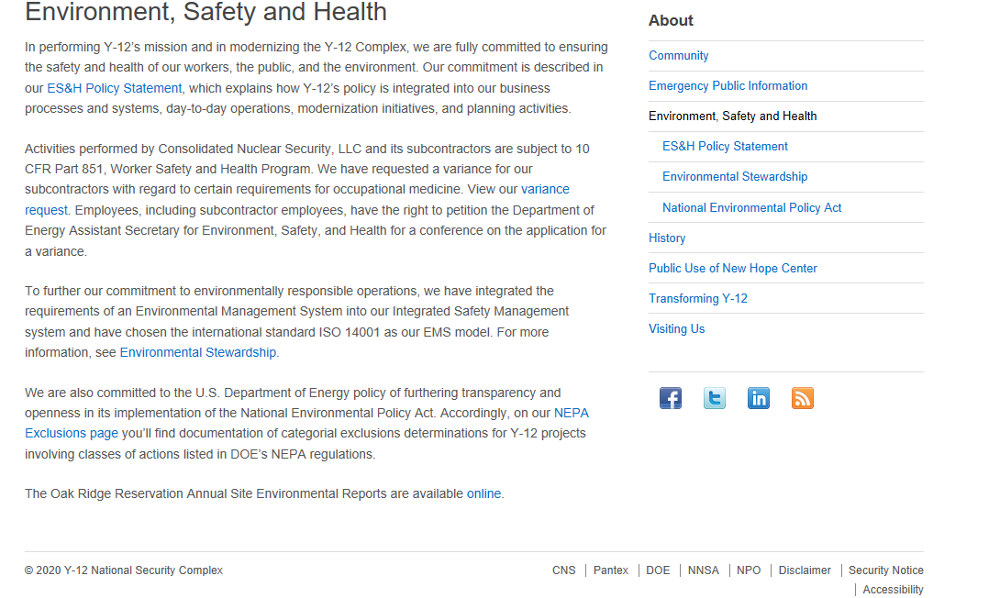 Environment, Safety and Health
In performing Y-12’s mission and in modernizing the Y-12 Complex, we are fully committed to ensuring
the safety and health of our workers, the public, and the environment. Our commitment is described in
our ES&H Policy Statement, which explains how Y-12’s policy is integrated into our business
processes and systems, day-to-day operations, modernization initiatives, and planning activities.
Activities performed by Consolidated Nuclear Security, LLC and its subcontractors are subject to 10
CFR Part 851, Worker Safety and Health Program. We have requested a variance for our
subcontractors with regard to certain requirements for occupational medicine. View our variance
request. Employees, including subcontractor employees, have the right to petition the Department of
Energy Assistant Secretary for Environment, Safety, and Health for a conference on the application for
a variance.
To further our commitment to environmentally responsible operations, we have integrated the
requirements of an Environmental Management System into our Integrated Safety Management
system and have chosen the international standard ISO 14001 as our EMS model. For more
information, see Environmental Stewardship.
We are also committed to the U.S. Department of Energy policy of furthering transparency and
openness in its implementation of the National Environmental Policy Act. Accordingly, on our NEPA
Exclusions page you’ll find documentation of categorial exclusions determinations for Y-12 projects
involving classes of actions listed in DOE’s NEPA regulations.
The Oak Ridge Reservation Annual Site Environmental Reports are available online.
About
Community
Emergency Public Information
Environment, Safety and Health
ES&H Policy Statement
Environmental Stewardship
National Environmental Policy Act
History
Public Use of New Hope Center
Transforming Y-12
Visiting Us
© 2020 Y-12 National Security Complex
CNS | Pantex | DOE | NNSA | NPO | Disclaimer | Security Notice
| Accessibility